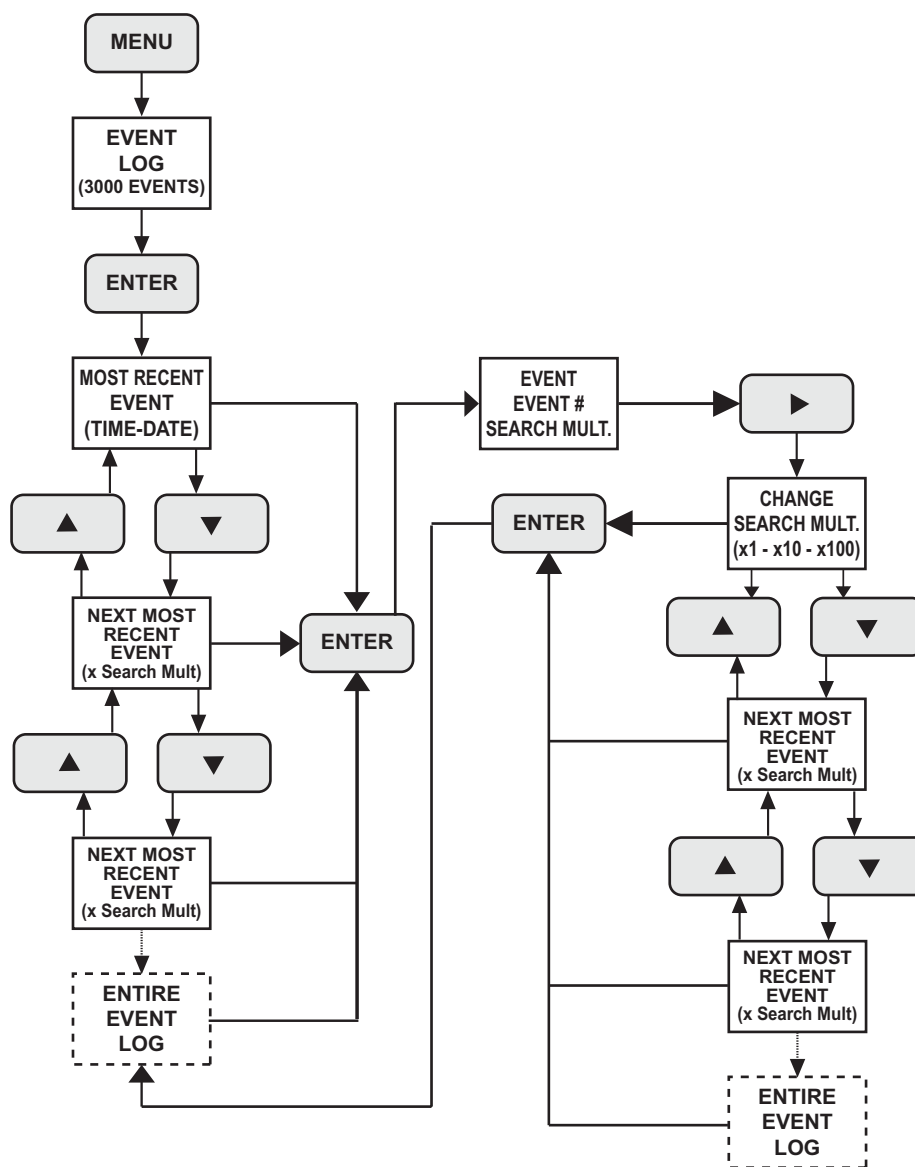 MENU
EVENT
LOG
(3000 EVENTS)
ENTER
MOST RECENT
EVENT
(TIME-DATE)
▲
▼
NEXT MOST
RECENT
EVENT
(x Search Mult)
▲
▼
NEXT MOST
RECENT
EVENT
(x Search Mult)
ENTIRE
EVENT
LOG
ENTER
EVENT
EVENT #
SEARCH MULT.
▶
CHANGE
SEARCH MULT.
(x1 - x10 - x100)
ENTER
▲
▼
NEXT MOST
RECENT
EVENT
(x Search Mult)
▲
▼
NEXT MOST
RECENT
EVENT
(x Search Mult)
ENTIRE
EVENT
LOG